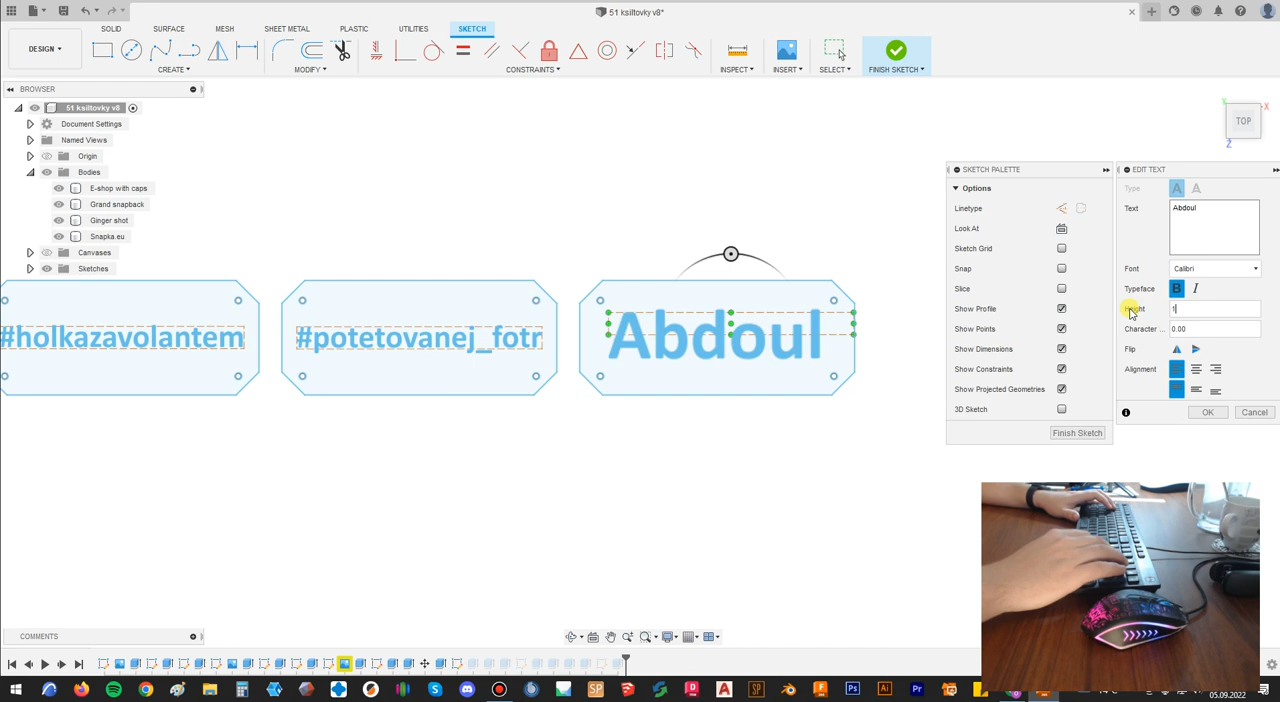 51 ksiltovky v8*
DESIGN
SOLID SURFACE MESH SHEET METAL PLASTIC UTILITIES SKETCH
CREATE MODIFY CONSTRAINTS INSPECT INSERT SELECT FINISH SKETCH
BROWSER
51 ksiltovky v8
Document Settings
Named Views
Origin
Bodies
E-shop with caps
Grand snapback
Ginger shot
Snapka.eu
Canvases
Sketches
#holkazavolantem
#potetovanej_fotr
Abdoul
TOP
X
Z
SKETCH PALETTE
Options
Linetype
Look At
Sketch Grid
Snap
Slice
Show Profile
Show Points
Show Dimensions
Show Constraints
Show Projected Geometries
3D Sketch
Finish Sketch
EDIT TEXT
Type
Text Abdoul
Font Calibri
Typeface B I
Height 1
Character ... 0.00
Flip
Alignment
OK Cancel
COMMENTS
05.09.2022